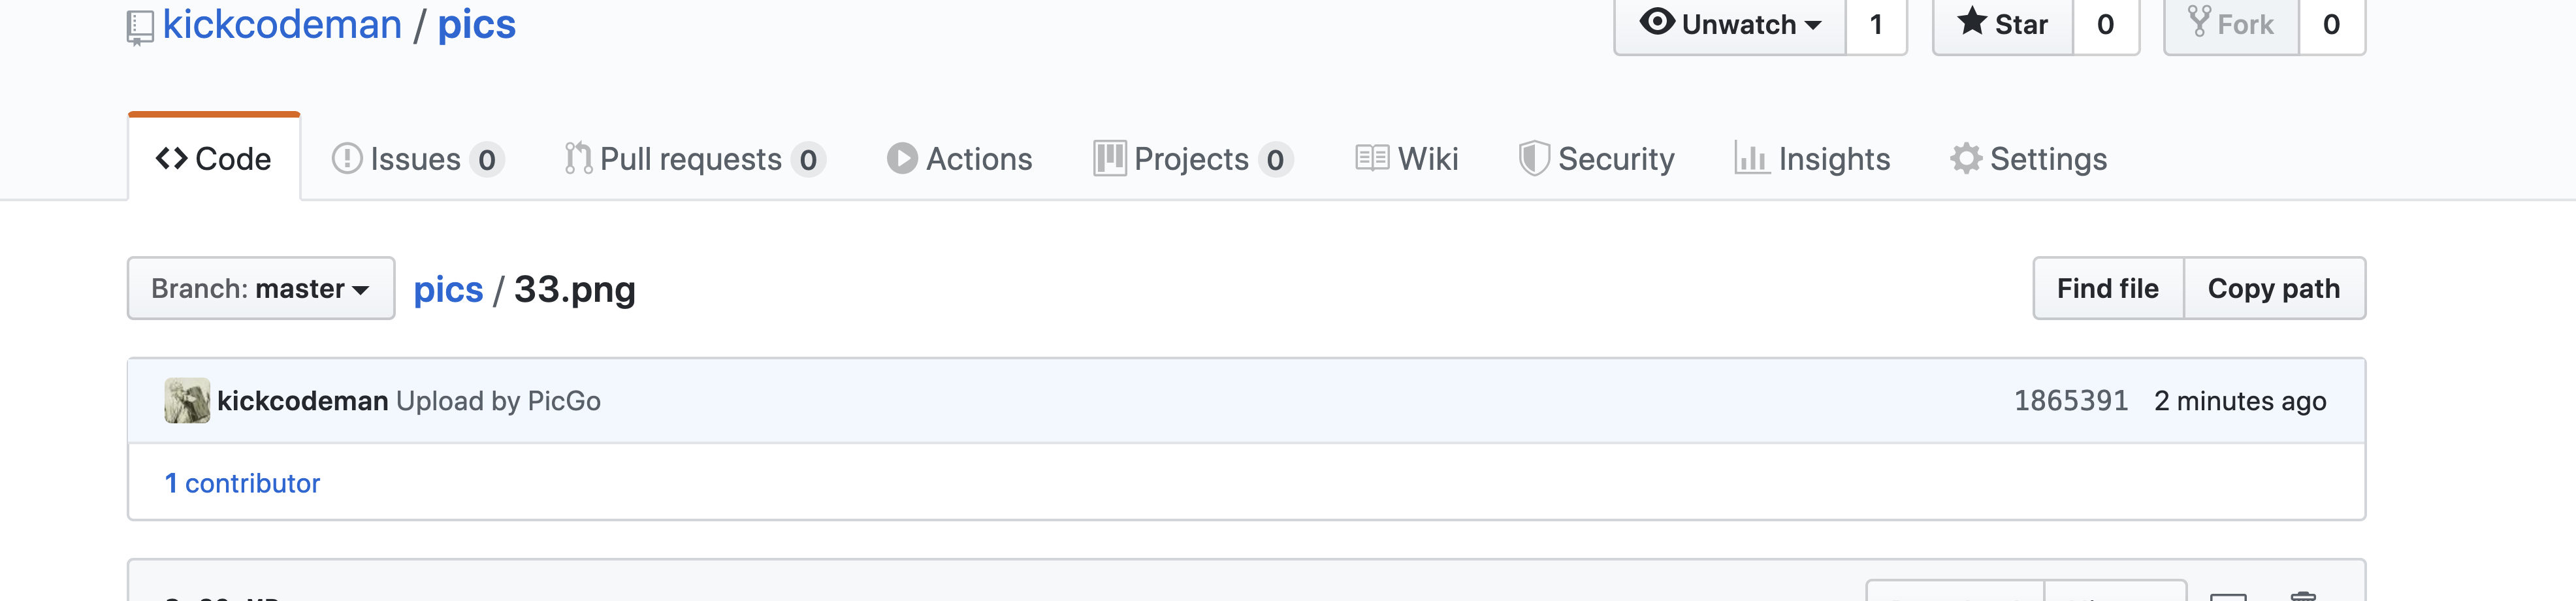 kickcodeman / pics
Unwatch 1 Star 0 Fork 0
Code Issues 0 Pull requests 0 Actions Projects 0 Wiki Security Insights Settings
Branch: master pics / 33.png Find file Copy path
kickcodeman Upload by PicGo 1865391 2 minutes ago
1 contributor